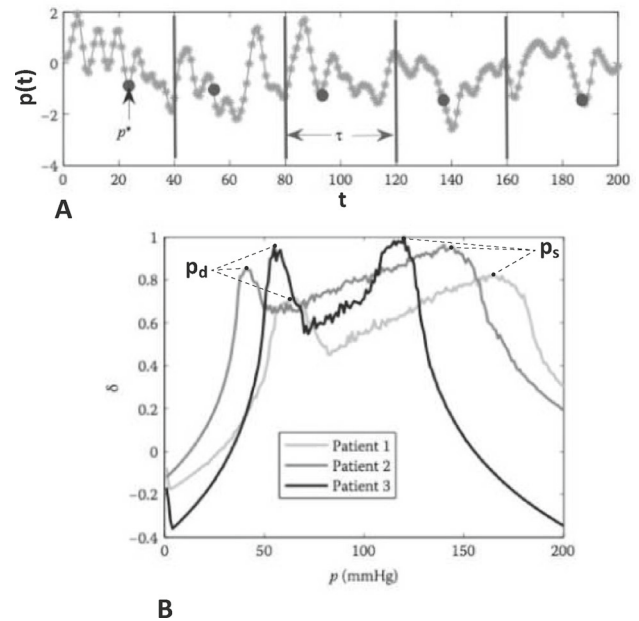 2
0
−2
−4
p(t)
p*
τ
0 20 40 60 80 100 120 140 160 180 200
t
A
1
0.8
0.6
0.4
0.2
0
−0.2
−0.4
δ
p_d
p_s
Patient 1
Patient 2
Patient 3
0 50 100 150 200
p (mmHg)
B